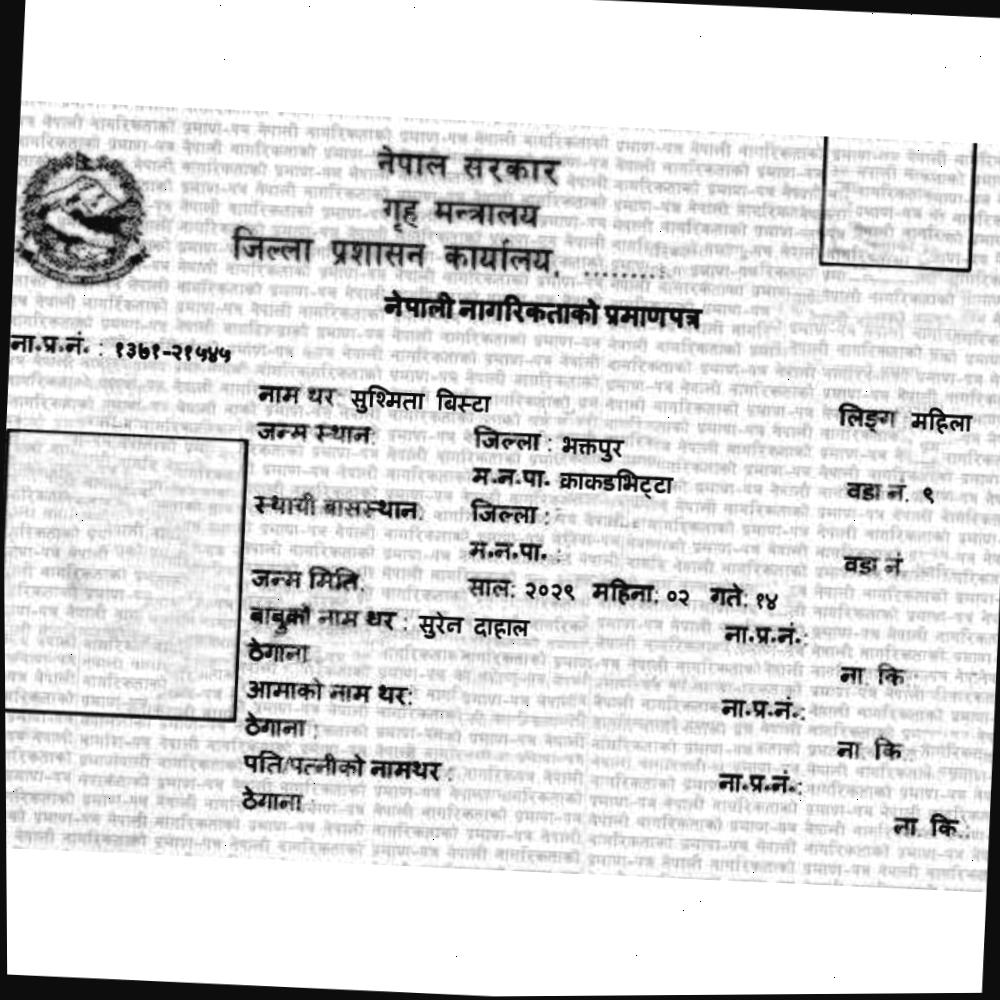 नेपाल सरकार
गृह मन्त्रालय
जिल्ला प्रशासन कार्यालय, .........
नेपाली नागरिकताको प्रमाणपत्र
ना.प्र.नं. : १३७१-२१५४५
नाम थर: सुश्मिता बिस्टा लिङ्ग महिला
जन्म स्थान: जिल्ला : भक्तपुर
म.न.पा. क्राकडभिट्टा वडा नं. ९
स्थायी बासस्थान: जिल्ला :
म.न.पा. : वडा नं
जन्म मिति: साल: २०२९ महिना: ०२ गते: १४
बाबुको नाम थर : सुरेन दाहाल ना.प्र.नं.:
ठेगाना ना. कि.:
आमाको नाम थर: ना.प्र.नं.:
ठेगाना : ना. कि.:
पति/पत्नीको नामथर : ना.प्र.नं.:
ठेगाना : ना. कि.: